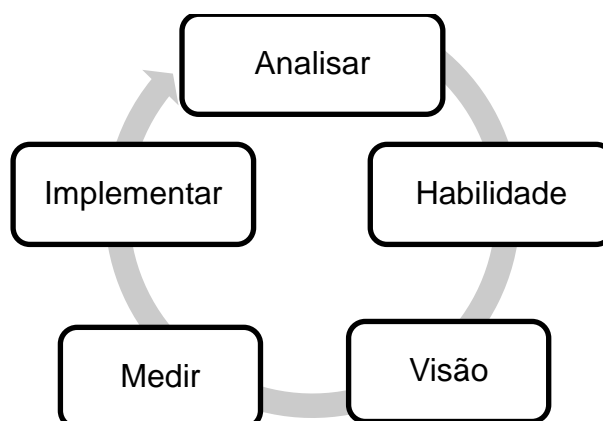 Analisar
Habilidade
Visão
Medir
Implementar